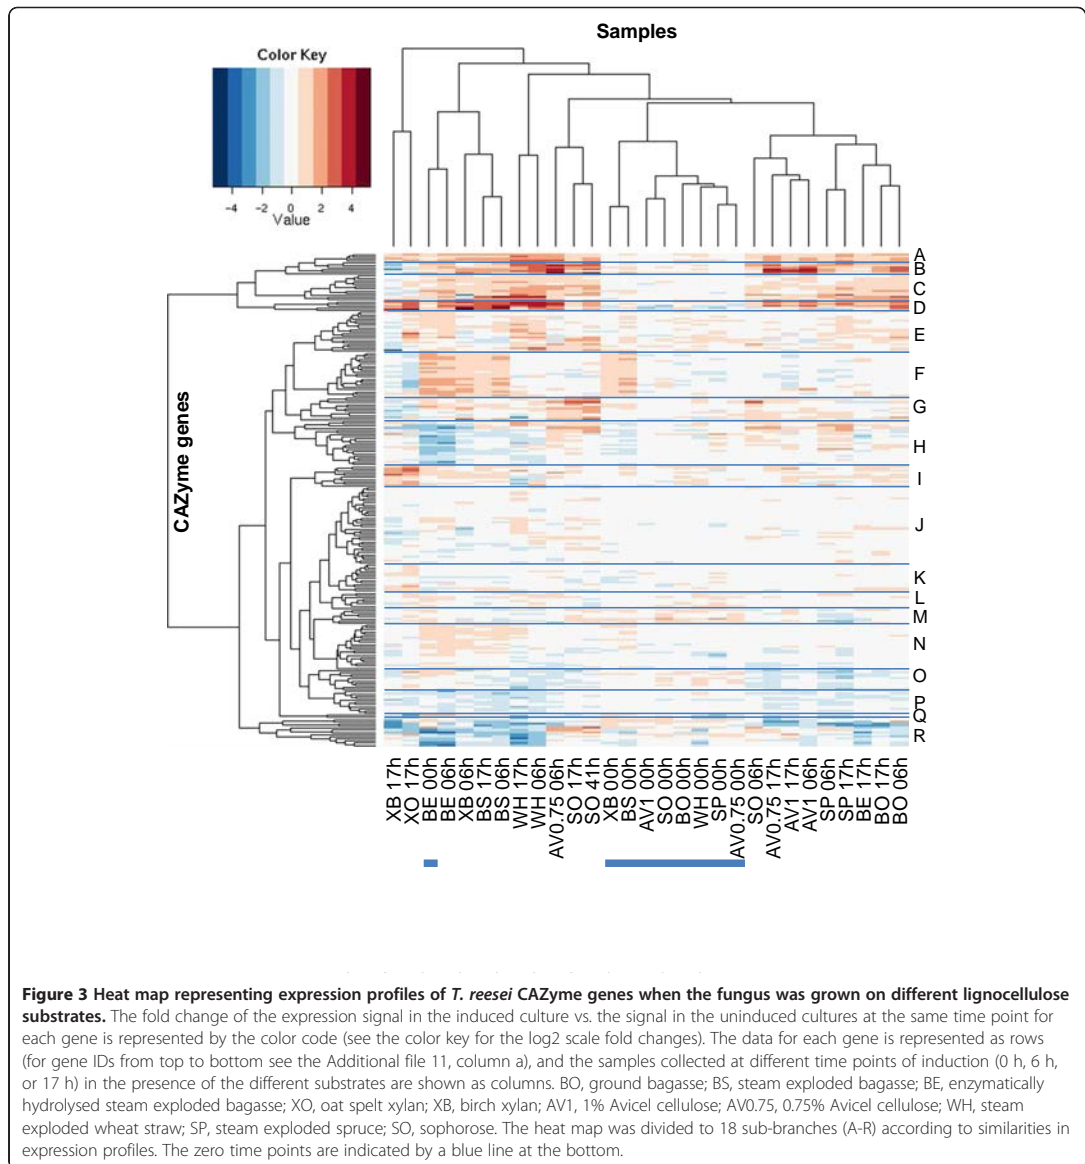 Samples
Color Key
-4 -2 0 2 4
Value
CAZyme genes
A
B
C
D
E
F
G
H
I
J
K
L
M
N
O
P
Q
R
XB 17h
XO 17h
BE 00h
BE 06h
XB 06h
BS 17h
BS 06h
WH 17h
WH 06h
AV0.75 06h
SO 17h
SO 41h
XB 00h
BS 00h
AV1 00h
SO 00h
BO 00h
WH 00h
SP 00h
AV0.75 00h
SO 06h
AV0.75 17h
AV1 17h
AV1 06h
SP 06h
SP 17h
BE 17h
BO 17h
BO 06h
Figure 3 Heat map representing expression profiles of T. reesei CAZyme genes when the fungus was grown on different lignocellulose
substrates. The fold change of the expression signal in the induced culture vs. the signal in the uninduced cultures at the same time point for
each gene is represented by the color code (see the color key for the log2 scale fold changes). The data for each gene is represented as rows
(for gene IDs from top to bottom see the Additional file 11, column a), and the samples collected at different time points of induction (0 h, 6 h,
or 17 h) in the presence of the different substrates are shown as columns. BO, ground bagasse; BS, steam exploded bagasse; BE, enzymatically
hydrolysed steam exploded bagasse; XO, oat spelt xylan; XB, birch xylan; AV1, 1% Avicel cellulose; AV0.75, 0.75% Avicel cellulose; WH, steam
exploded wheat straw; SP, steam exploded spruce; SO, sophorose. The heat map was divided to 18 sub-branches (A-R) according to similarities in
expression profiles. The zero time points are indicated by a blue line at the bottom.